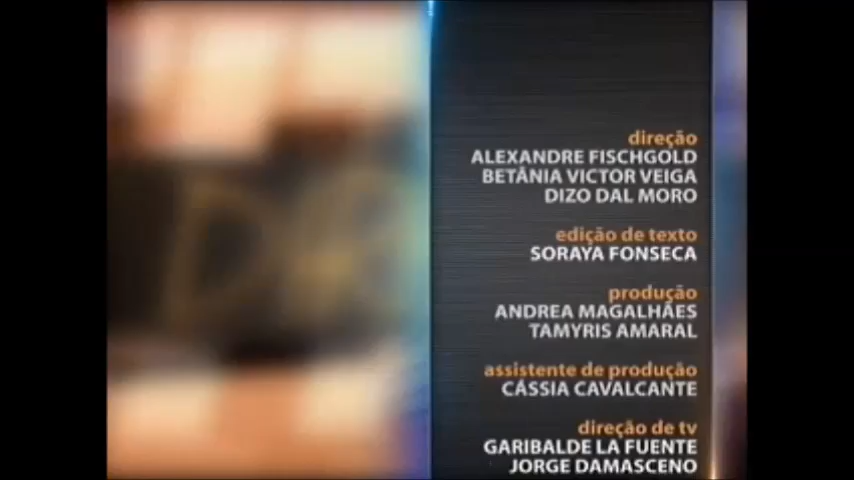 direção
ALEXANDRE FISCHGOLD
BETÂNIA VICTOR VEIGA
DIZO DAL MORO
edição de texto
SORAYA FONSECA
produção
ANDREA MAGALHÃES
TAMYRIS AMARAL
assistente de produção
CÁSSIA CAVALCANTE
direção de tv
GARIBALDE LA FUENTE
JORGE DAMASCENO